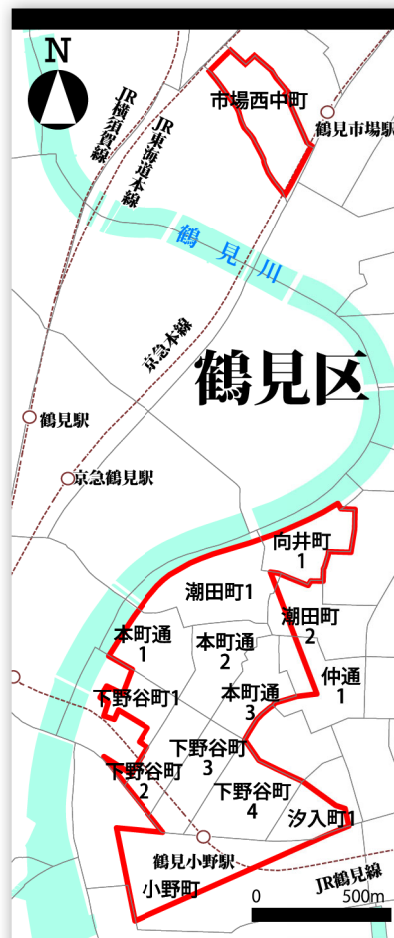 N
市場西中町
鶴見市場駅
JR横須賀線
JR東海道本線
鶴見川
京急本線
鶴見区
鶴見駅
京急鶴見駅
向井町
1
潮田町1
潮田町
2
本町通
1
本町通
2
仲通
1
下野谷町1
本町通
3
下野谷町
3
下野谷町
2
下野谷町
4
汐入町1
鶴見小野駅
小野町
JR鶴見線
0 500m